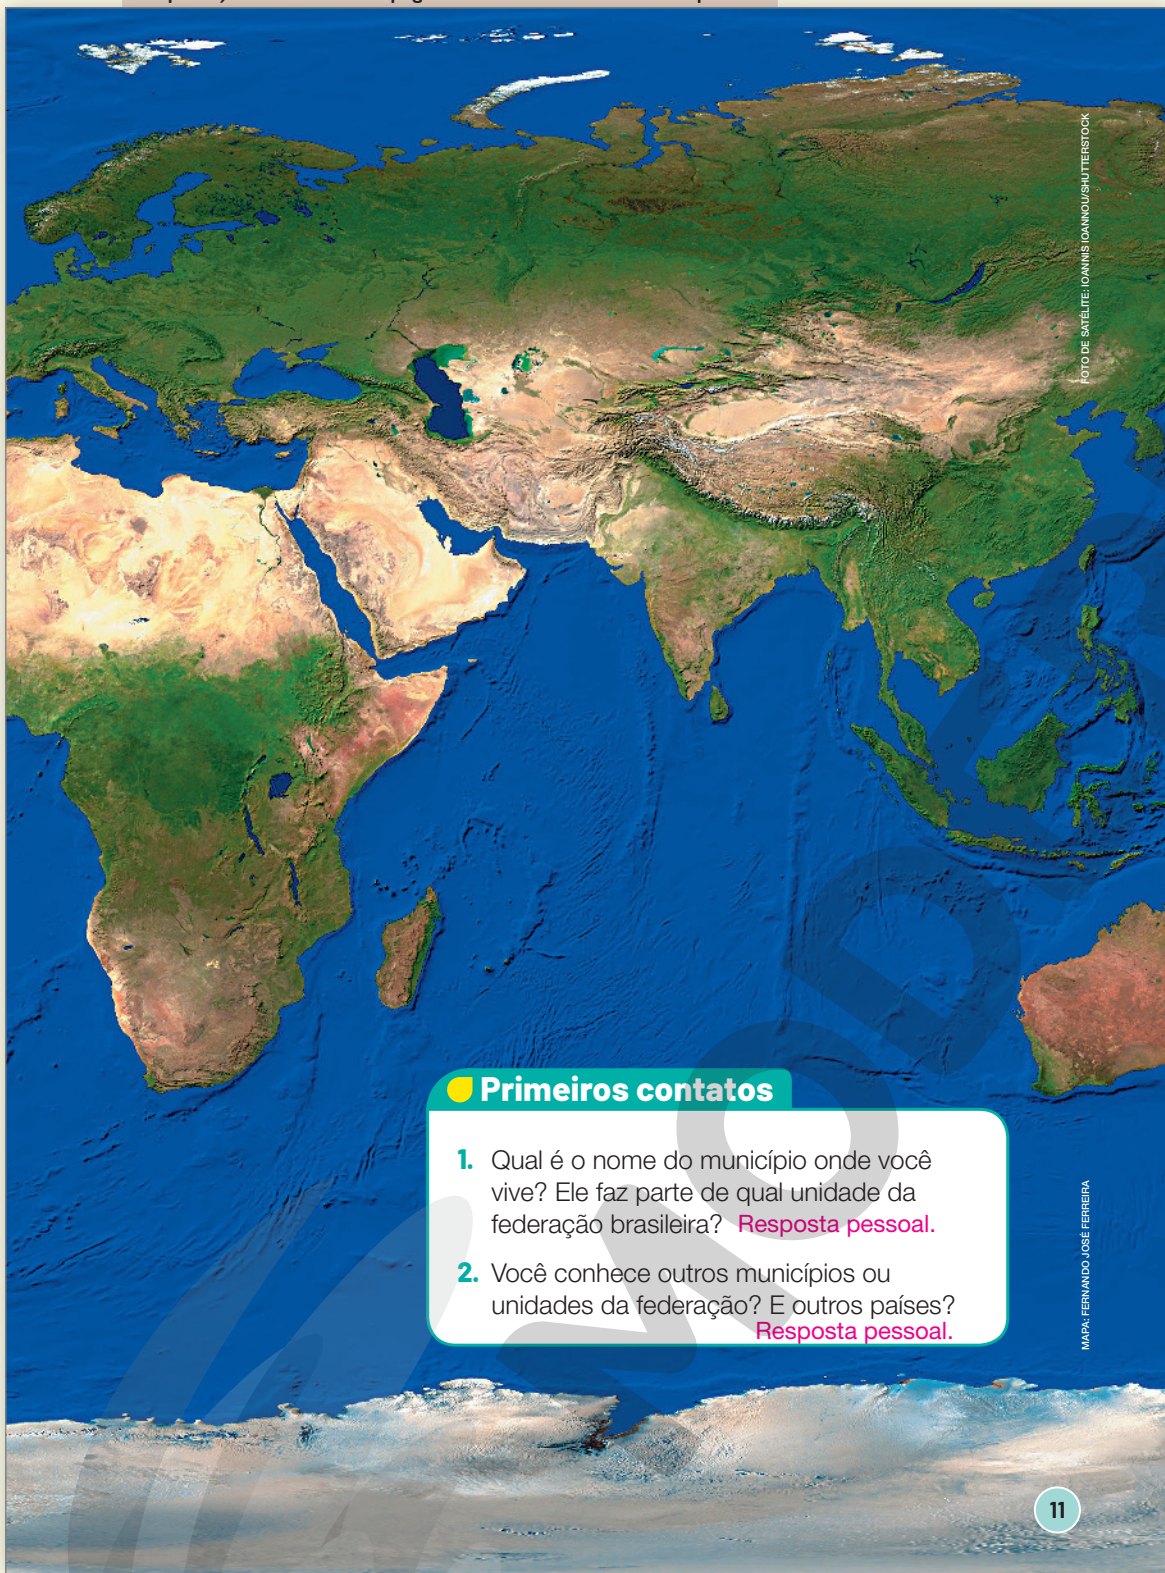 FOTO DE SATÉLITE: IOANNIS IOANNOU/SHUTTERSTOCK
Primeiros contatos
1. Qual é o nome do município onde você
vive? Ele faz parte de qual unidade da
federação brasileira? Resposta pessoal.
2. Você conhece outros municípios ou
unidades da federação? E outros países?
Resposta pessoal.
MAPA: FERNANDO JOSÉ FERREIRA
11